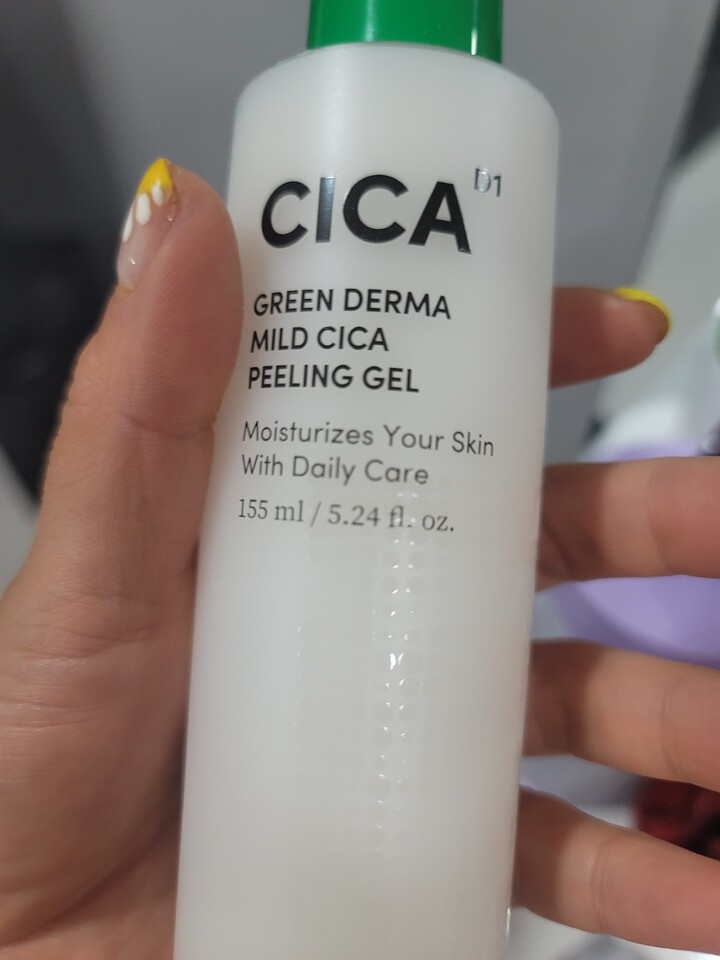 CICA D1
GREEN DERMA
MILD CICA
PEELING GEL
Moisturizes Your Skin
With Daily Care
155 ml / 5.24 fl. oz.